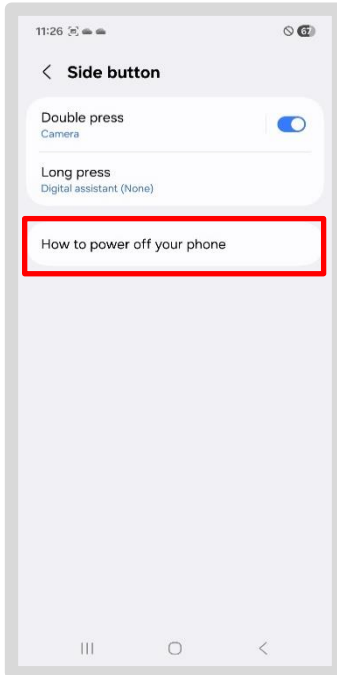 11:26
67
Side button
Double press
Camera
Long press
Digital assistant (None)
How to power off your phone